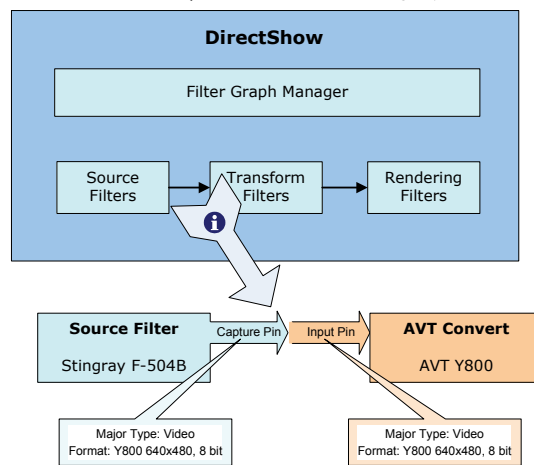 DirectShow
Filter Graph Manager
Source
Filters
Transform
Filters
Rendering
Filters
i
Source Filter
Stingray F-504B
Capture Pin
Input Pin
AVT Convert
AVT Y800
Major Type: Video
Format: Y800 640x480, 8 bit
Major Type: Video
Format: Y800 640x480, 8 bit